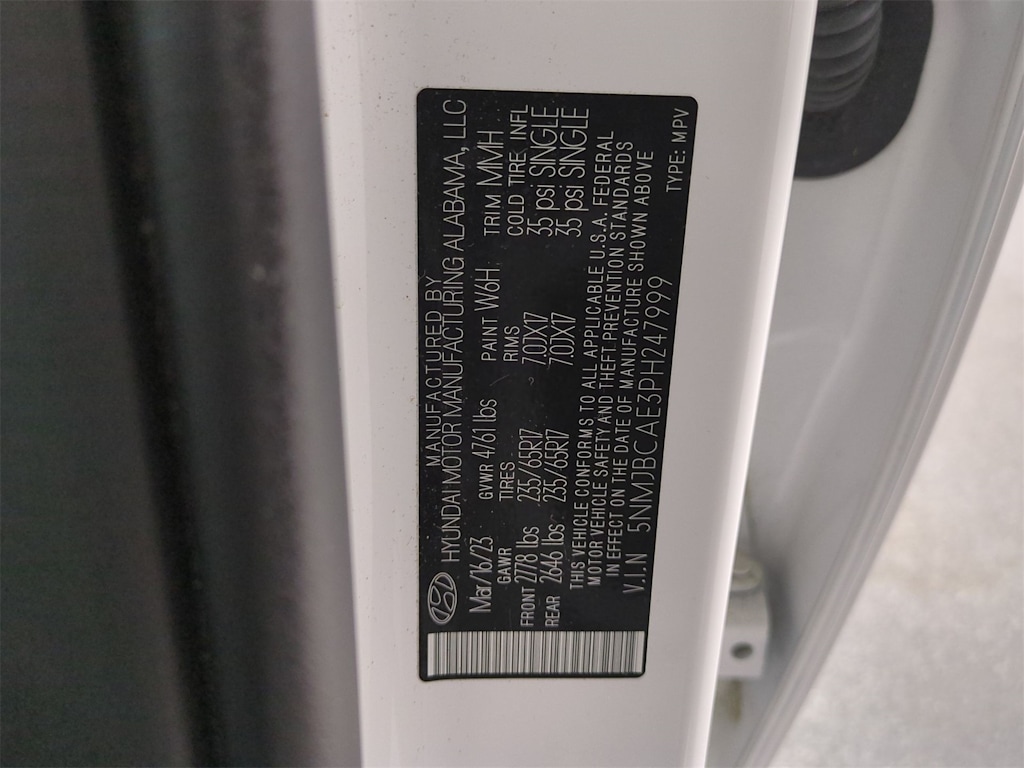 MANUFACTURED BY
HYUNDAI MOTOR MANUFACTURING ALABAMA, LLC
Mar/16/23 GVWR 4761 lbs PAINT W6H TRIM MMH
GAWR TIRES RIMS COLD TIRE INFL
FRONT 2778 lbs 235/65R17 7.0JX17 35 psi SINGLE
REAR 2646 lbs. 235/65R17 7.0JX17 35 psi SINGLE
THIS VEHICLE CONFORMS TO ALL APPLICABLE U.S.A. FEDERAL
MOTOR VEHICLE SAFETY AND THEFT PREVENTION STANDARDS
IN EFFECT ON THE DATE OF MANUFACTURE SHOWN ABOVE
V.I.N 5NMJBCAE3PH247999 TYPE: MPV